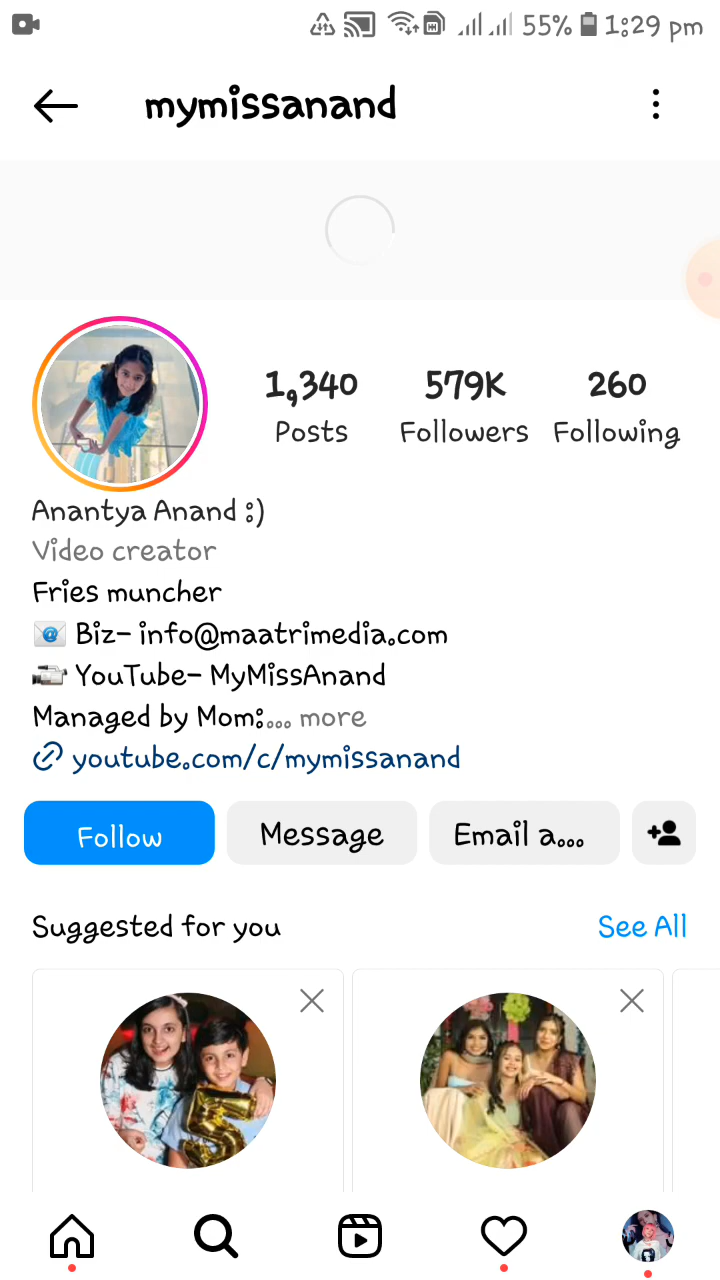 55% 1:29 pm
mymissanand
1,340 579K 260
Posts Followers Following
Anantya Anand :)
Video creator
Fries muncher
Biz- info@maatrimedia.com
YouTube- MyMissAnand
Managed by Mom:... more
youtube.com/c/mymissanand
Follow Message Email a...
Suggested for you See All
5